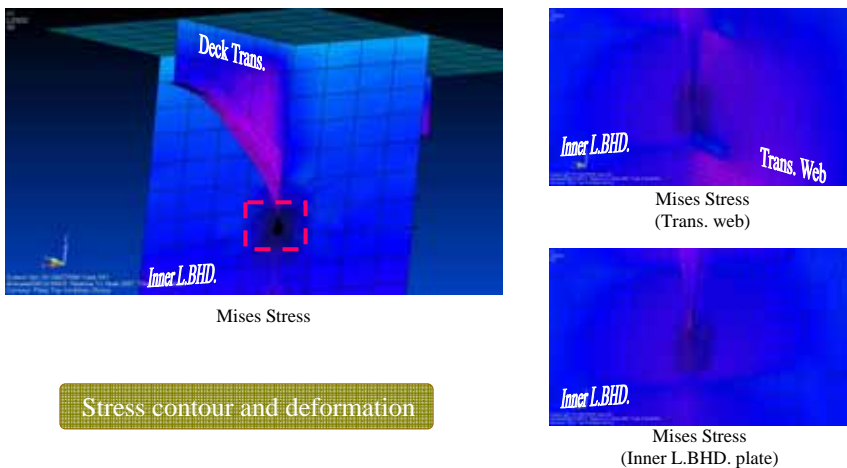 Deck Trans.
Inner L.BHD.
Mises Stress
Stress contour and deformation
Inner L.BHD.
Trans. Web
Mises Stress
(Trans. web)
Inner L.BHD.
Mises Stress
(Inner L.BHD. plate)